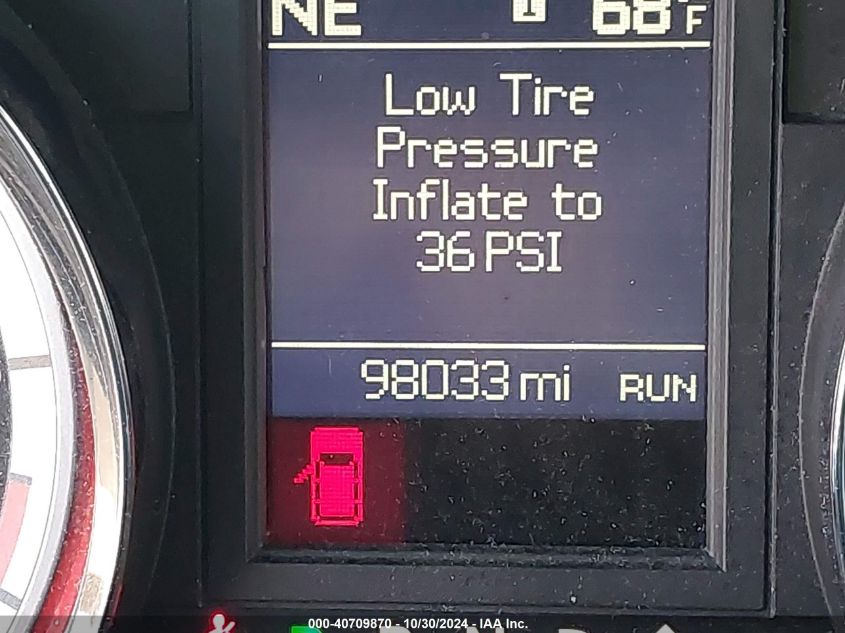 NE 1 68°F
Low Tire
Pressure
Inflate to
36 PSI
98033 mi RUN
000-40709870 - 10/30/2024 - IAA Inc.